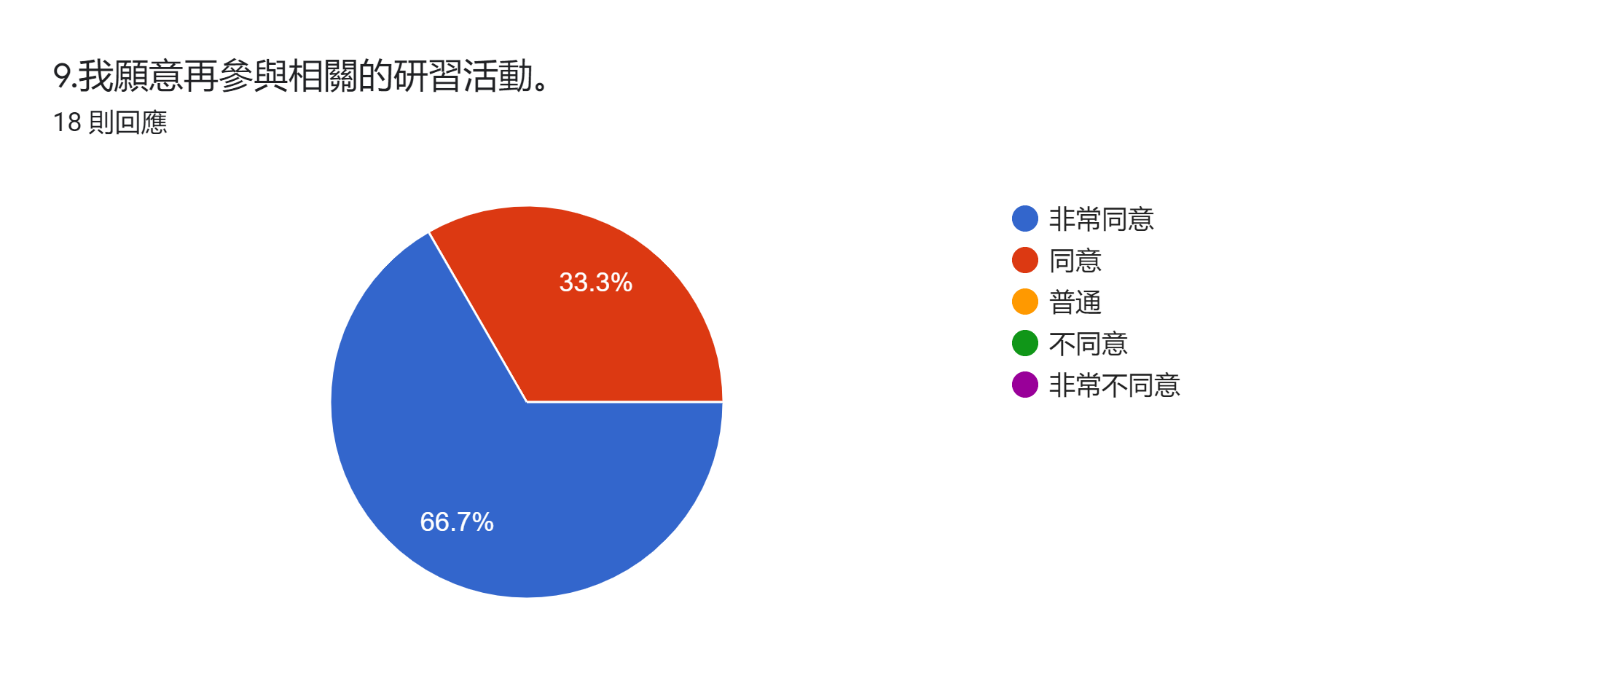 9.我願意再參與相關的研習活動。
18 則回應
33.3%
66.7%
非常同意
同意
普通
不同意
非常不同意